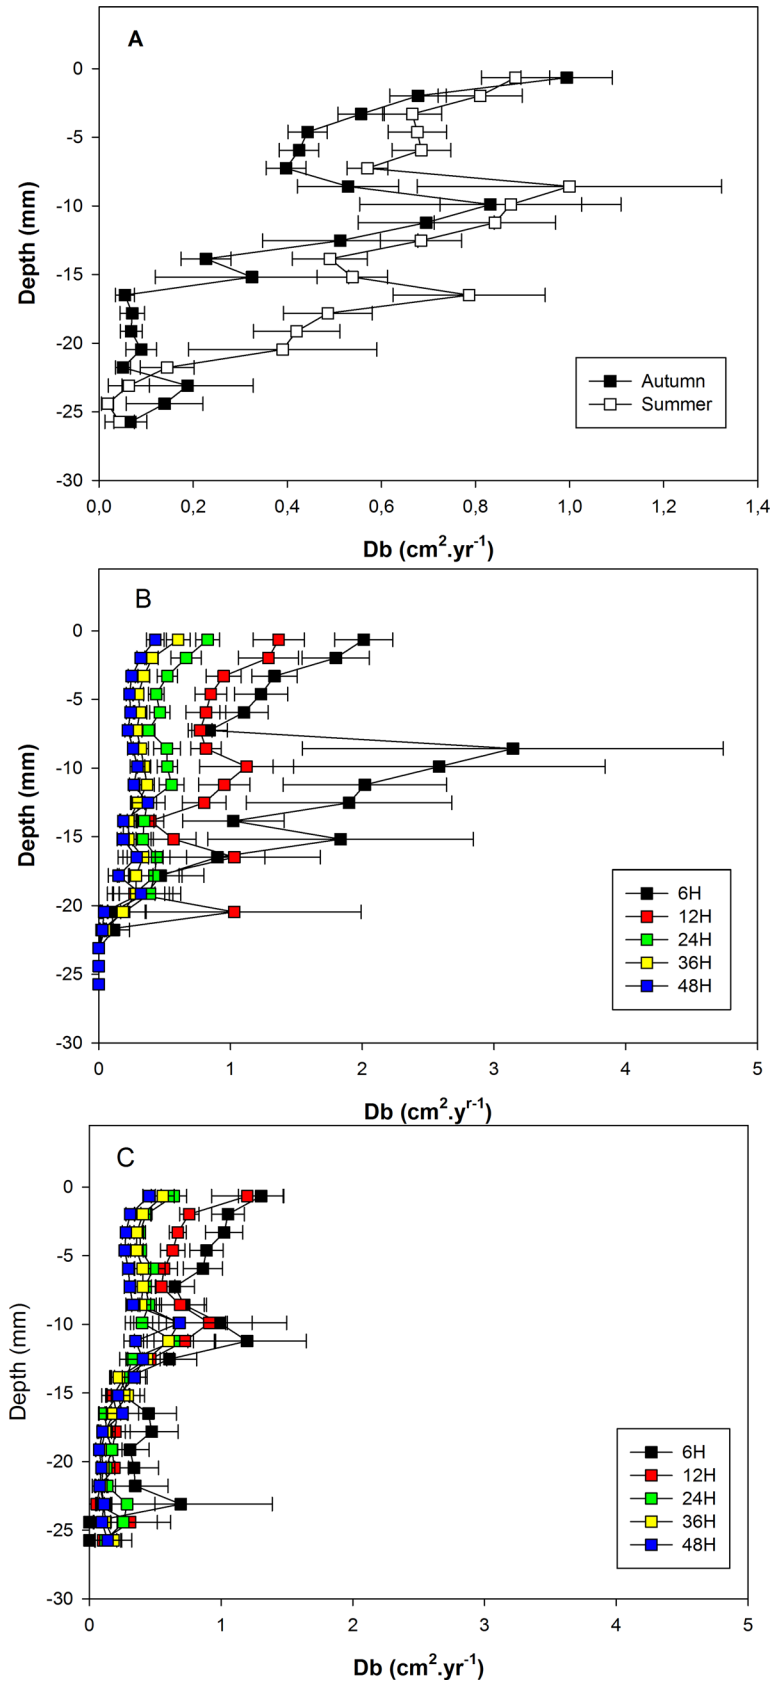 A
0
-5
-10
-15
-20
-25
-30
Depth (mm)
Autumn
Summer
0,0 0,2 0,4 0,6 0,8 1,0 1,2 1,4
Db (cm².yr⁻¹)
B
0
-5
-10
-15
-20
-25
-30
Depth (mm)
6H
12H
24H
36H
48H
0 1 2 3 4 5
Db (cm².yʳ⁻¹)
C
0
-5
-10
-15
-20
-25
-30
Depth (mm)
6H
12H
24H
36H
48H
0 1 2 3 4 5
Db (cm².yr⁻¹)